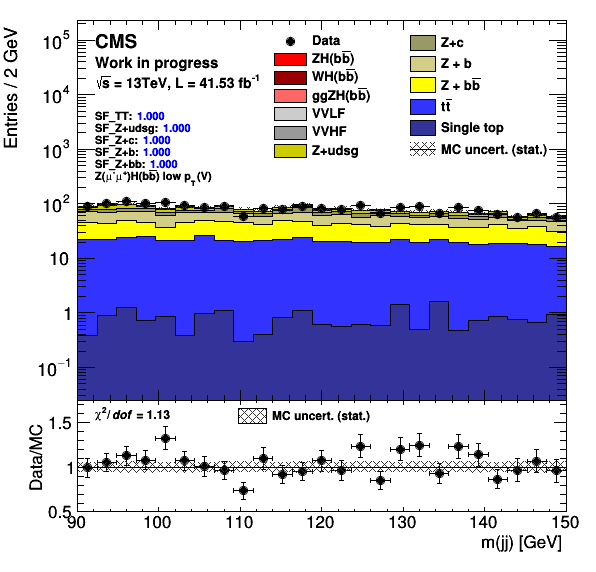 CMS
Work in progress
√s = 13TeV, L = 41.53 fb⁻¹
SF_TT: 1.000
SF_Z+udsg: 1.000
SF_Z+c: 1.000
SF_Z+b: 1.000
SF_Z+bb: 1.000
Z(μ⁻μ⁺)H(bb̅) low p_T(V)
Data
ZH(bb̅)
WH(bb̅)
ggZH(bb̅)
VVLF
VVHF
Z+udsg
Z+c
Z + b
Z + bb̅
tt̅
Single top
MC uncert. (stat.)
Entries / 2 GeV
10⁵
10⁴
10³
10²
10
1
10⁻¹
χ²/dof = 1.13
MC uncert. (stat.)
Data/MC
1.5
1
0.5
90 100 110 120 130 140 150
m(jj) [GeV]